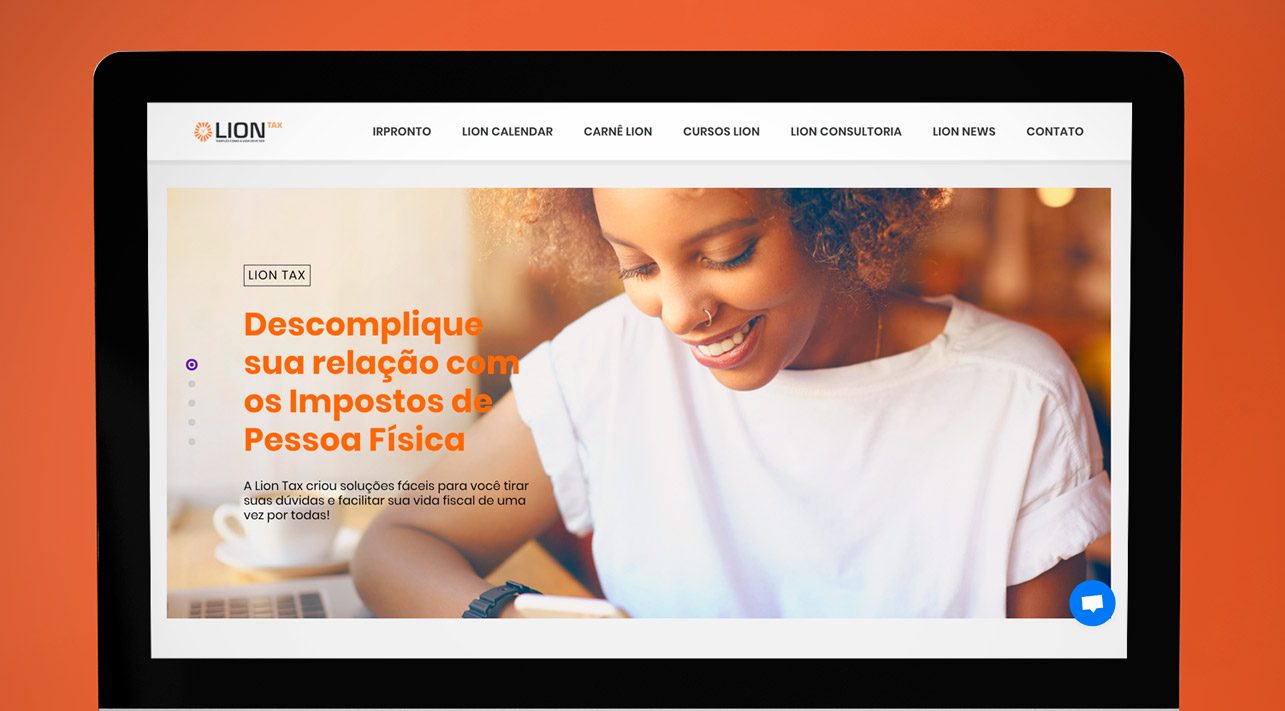 LION TAX
IRPRONTO LION CALENDAR CARNÊ LION CURSOS LION LION CONSULTORIA LION NEWS CONTATO
LION TAX
Descomplique
sua relação com
os Impostos de
Pessoa Física
A Lion Tax criou soluções fáceis para você tirar
suas dúvidas e facilitar sua vida fiscal de uma
vez por todas!